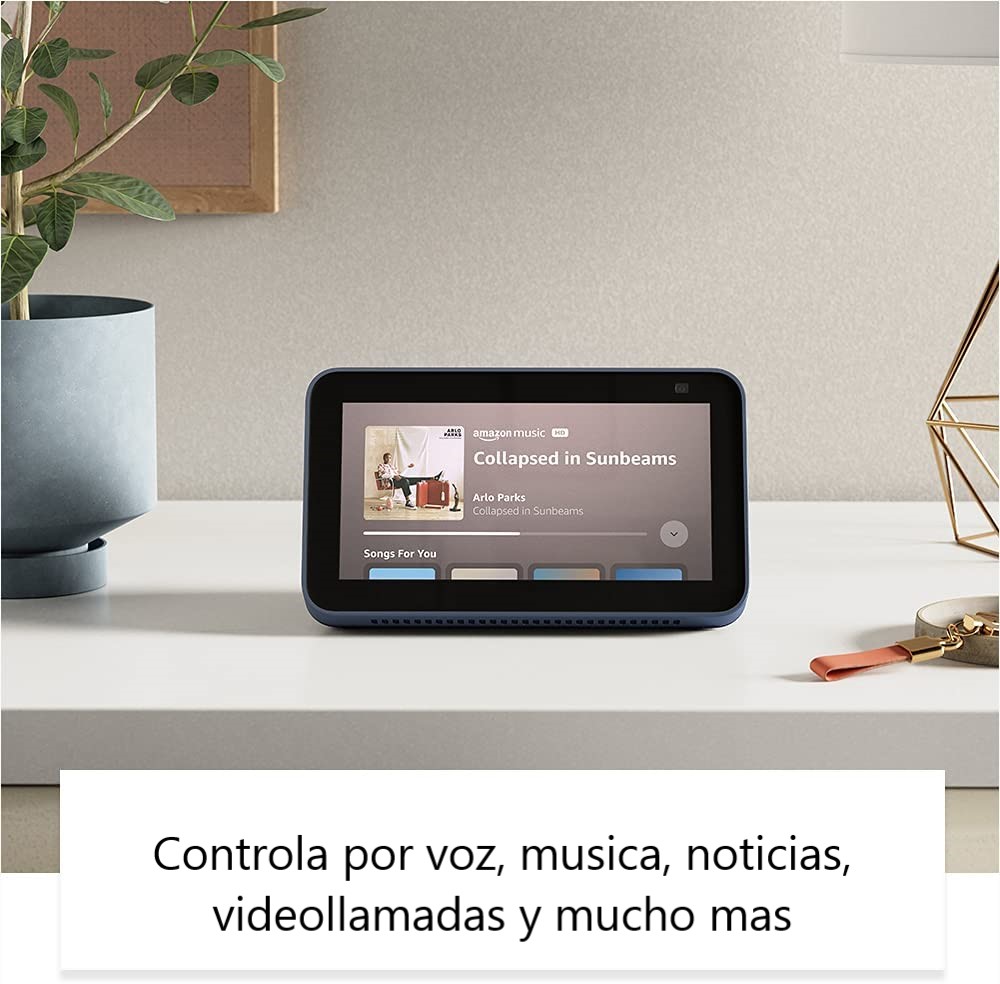 ARLO
PARKS
amazon music HD
Collapsed in Sunbeams
Arlo Parks
Collapsed in Sunbeams
Songs For You
Controla por voz, musica, noticias,
videollamadas y mucho mas